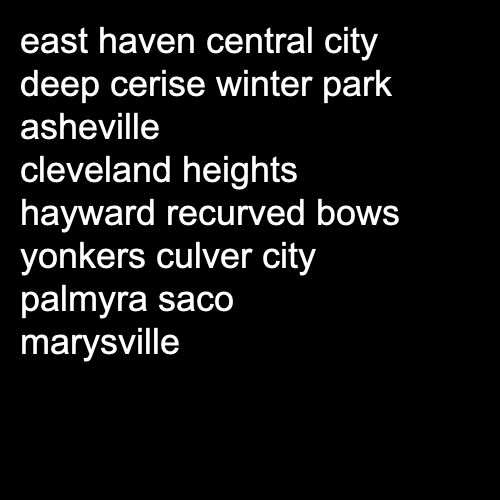 east haven central city
deep cerise winter park
asheville
cleveland heights
hayward recurved bows
yonkers culver city
palmyra saco
marysville